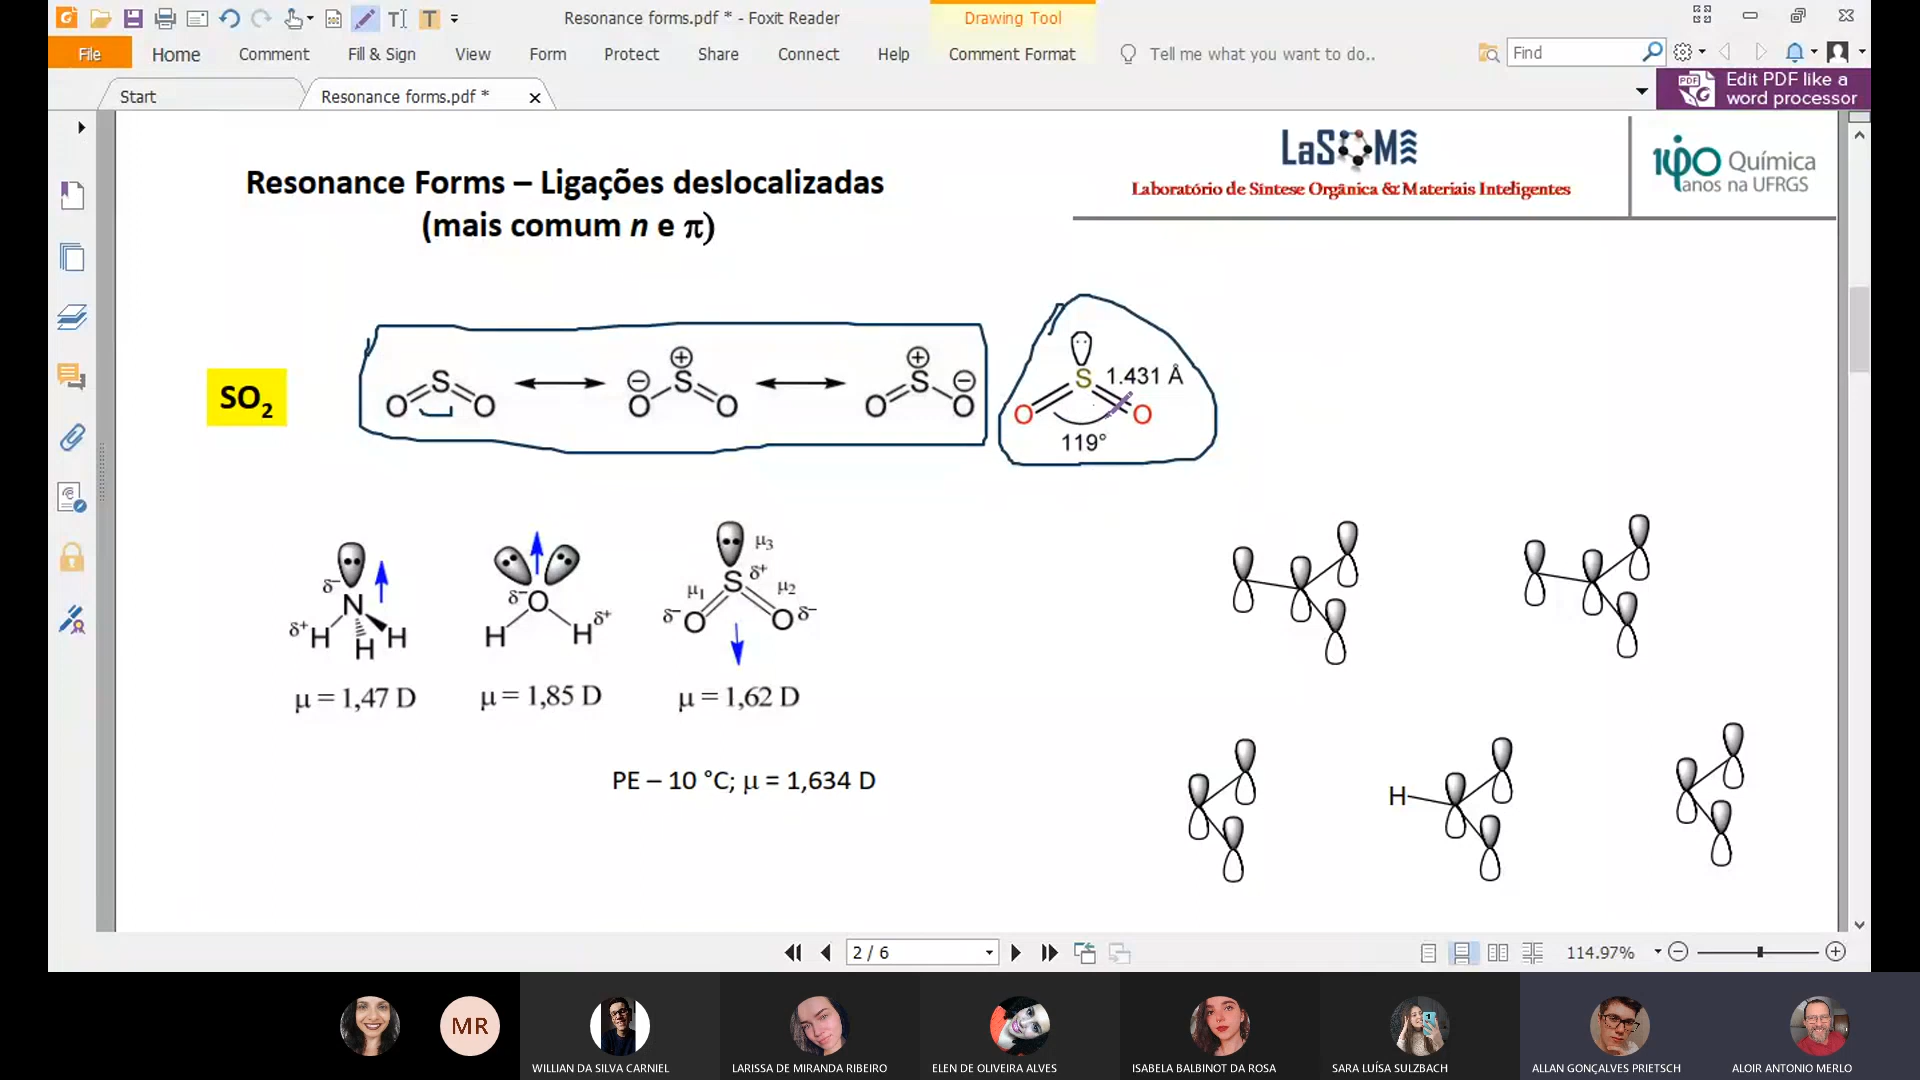 Resonance forms.pdf * - Foxit Reader
Drawing Tool
File
Home
Comment
Fill & Sign
View
Form
Protect
Share
Connect
Help
Comment Format
Tell me what you want to do..
Find
Start
Resonance forms.pdf *
Edit PDF like a
word processor
Resonance Forms – Ligações deslocalizadas
(mais comum n e π)
LaSOMI
Laboratório de Síntese Orgânica & Materiais Inteligentes
100 Química
anos na UFRGS
SO₂
O S O
⊖ O S ⊕ O
O S ⊕ O ⊖
S 1.431 Å
O O
119°
δ⁻ N
δ⁺ H H H
μ = 1,47 D
δ⁻ O
H H δ⁺
μ = 1,85 D
μ₃
S δ⁺
μ₁ μ₂
δ⁻ O O δ⁻
μ = 1,62 D
PE – 10 °C; μ = 1,634 D
H
2 / 6
114.97%
MR
WILLIAN DA SILVA CARNIEL
LARISSA DE MIRANDA RIBEIRO
ELEN DE OLIVEIRA ALVES
ISABELA BALBINOT DA ROSA
SARA LUÍSA SULZBACH
ALLAN GONÇALVES PRIETSCH
ALOIR ANTONIO MERLO